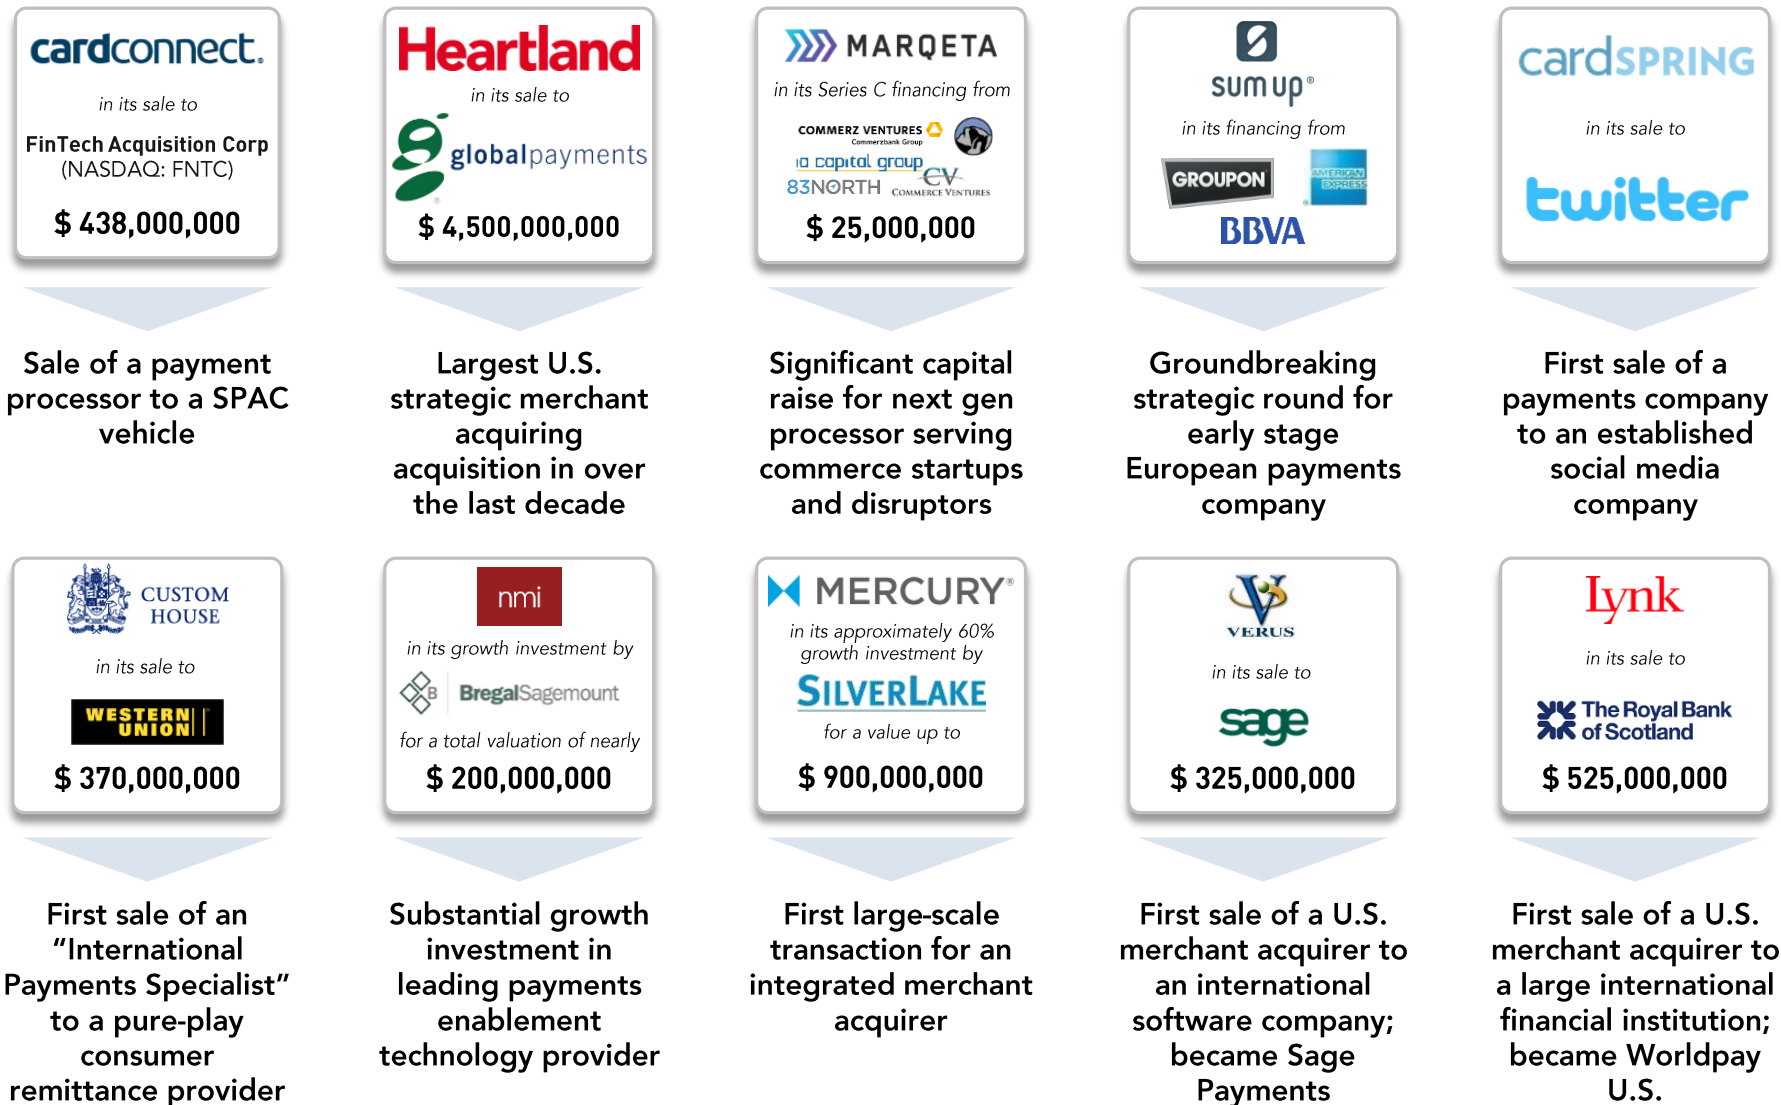 cardconnect.
in its sale to
FinTech Acquisition Corp
(NASDAQ: FNTC)
$ 438,000,000
Sale of a payment
processor to a SPAC
vehicle
Heartland
in its sale to
globalpayments
$ 4,500,000,000
Largest U.S.
strategic merchant
acquiring
acquisition in over
the last decade
MARQETA
in its Series C financing from
COMMERZ VENTURES
Commerzbank Group
ia capital group
83NORTH
CV
COMMERCE VENTURES
$ 25,000,000
Significant capital
raise for next gen
processor serving
commerce startups
and disruptors
sumup®
in its financing from
GROUPON
AMERICAN
EXPRESS
®
BBVA
Groundbreaking
strategic round for
early stage
European payments
company
cardSPRING
in its sale to
twitter
First sale of a
payments company
to an established
social media
company
CUSTOM
HOUSE
in its sale to
WESTERN
UNION
$ 370,000,000
First sale of an
“International
Payments Specialist”
to a pure-play
consumer
remittance provider
nmi
in its growth investment by
B BregalSagemount
for a total valuation of nearly
$ 200,000,000
Substantial growth
investment in
leading payments
enablement
technology provider
MERCURY®
in its approximately 60%
growth investment by
SILVERLAKE
for a value up to
$ 900,000,000
First large-scale
transaction for an
integrated merchant
acquirer
V
VERUS
in its sale to
sage
$ 325,000,000
First sale of a U.S.
merchant acquirer to
an international
software company;
became Sage
Payments
Lynk
in its sale to
The Royal Bank
of Scotland
$ 525,000,000
First sale of a U.S.
merchant acquirer to
a large international
financial institution;
became Worldpay
U.S.